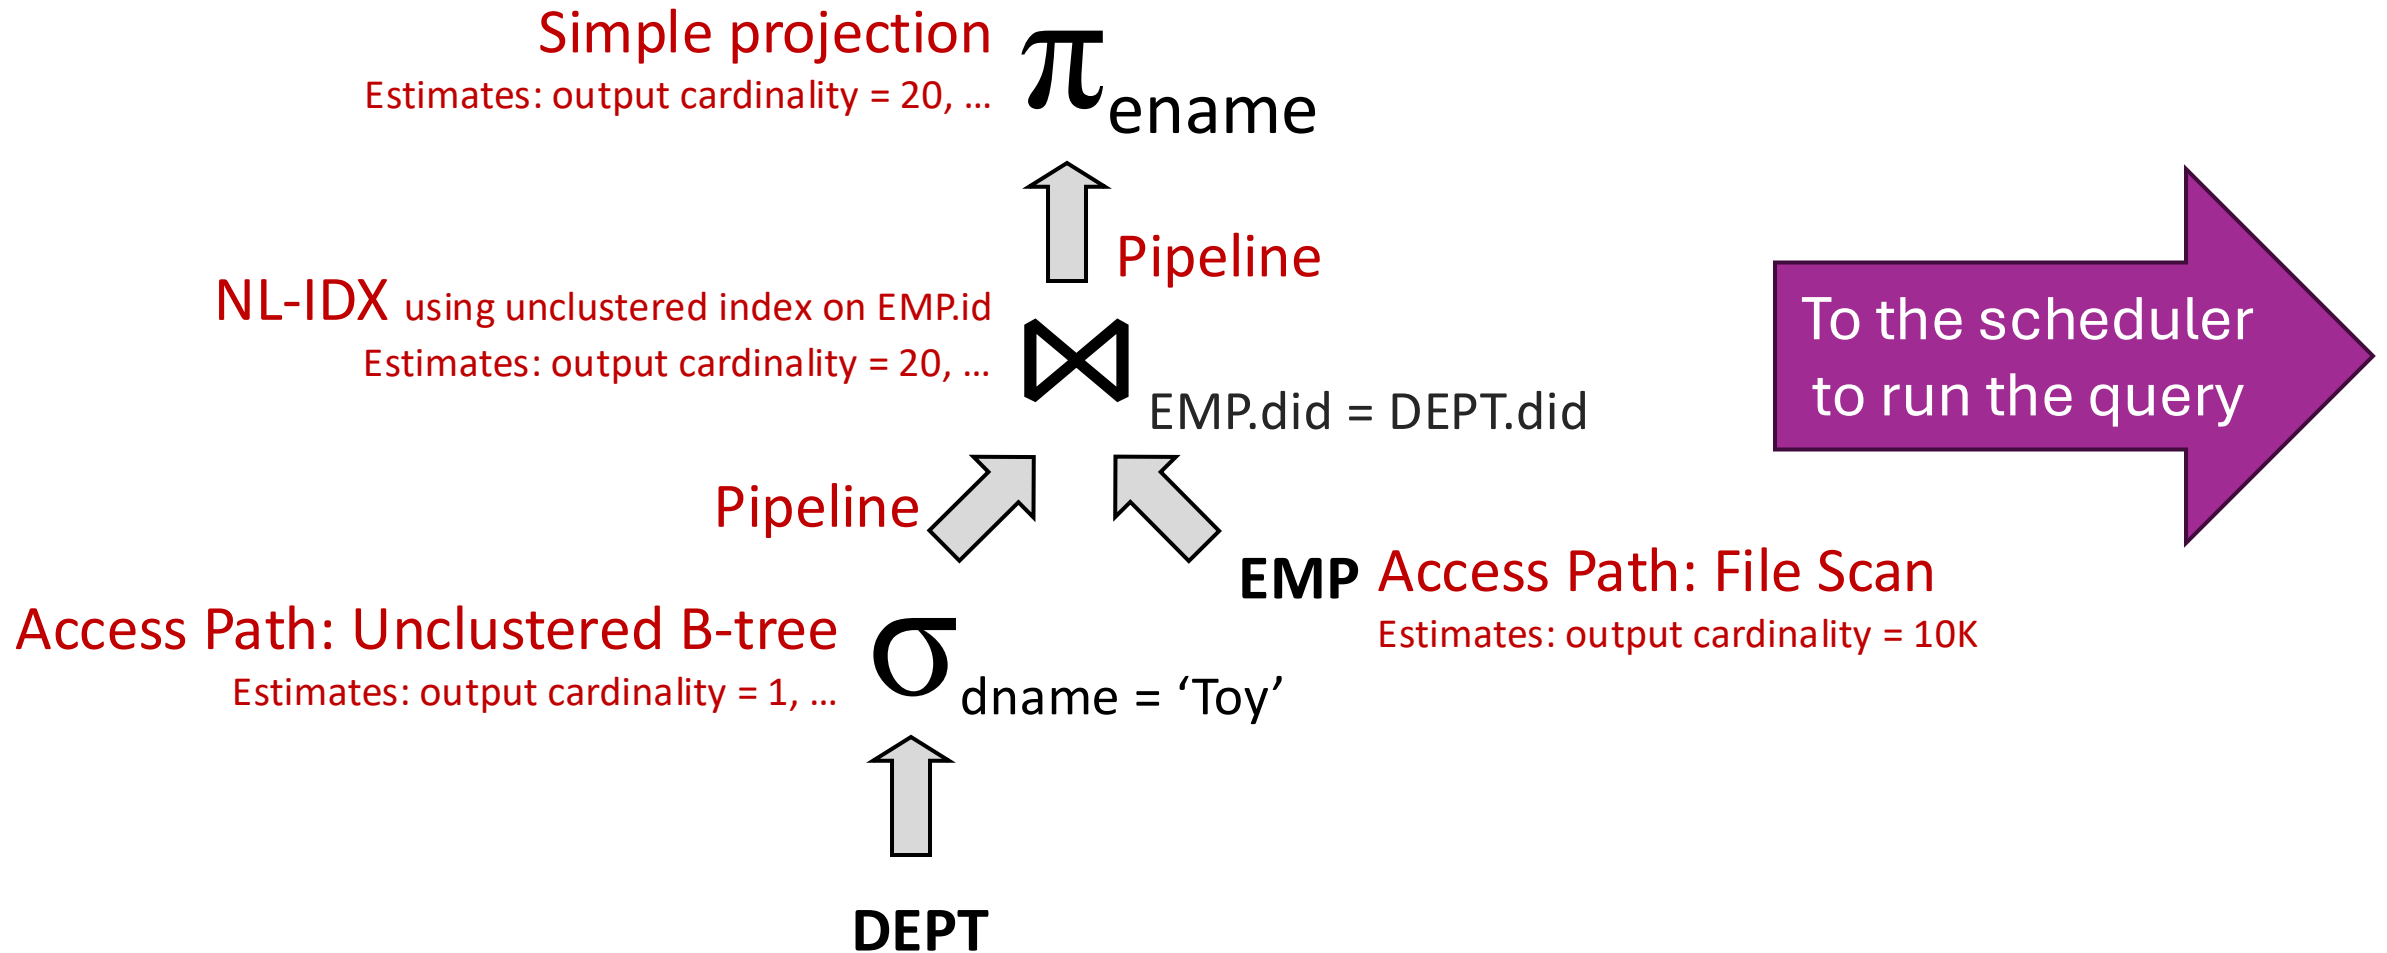 Simple projection
Estimates: output cardinality = 20, ...
π ename
Pipeline
NL-IDX using unclustered index on EMP.id
Estimates: output cardinality = 20, ...
⋈ EMP.did = DEPT.did
To the scheduler
to run the query
Pipeline
EMP Access Path: File Scan
Estimates: output cardinality = 10K
Access Path: Unclustered B-tree
Estimates: output cardinality = 1, ...
σ dname = ‘Toy’
DEPT